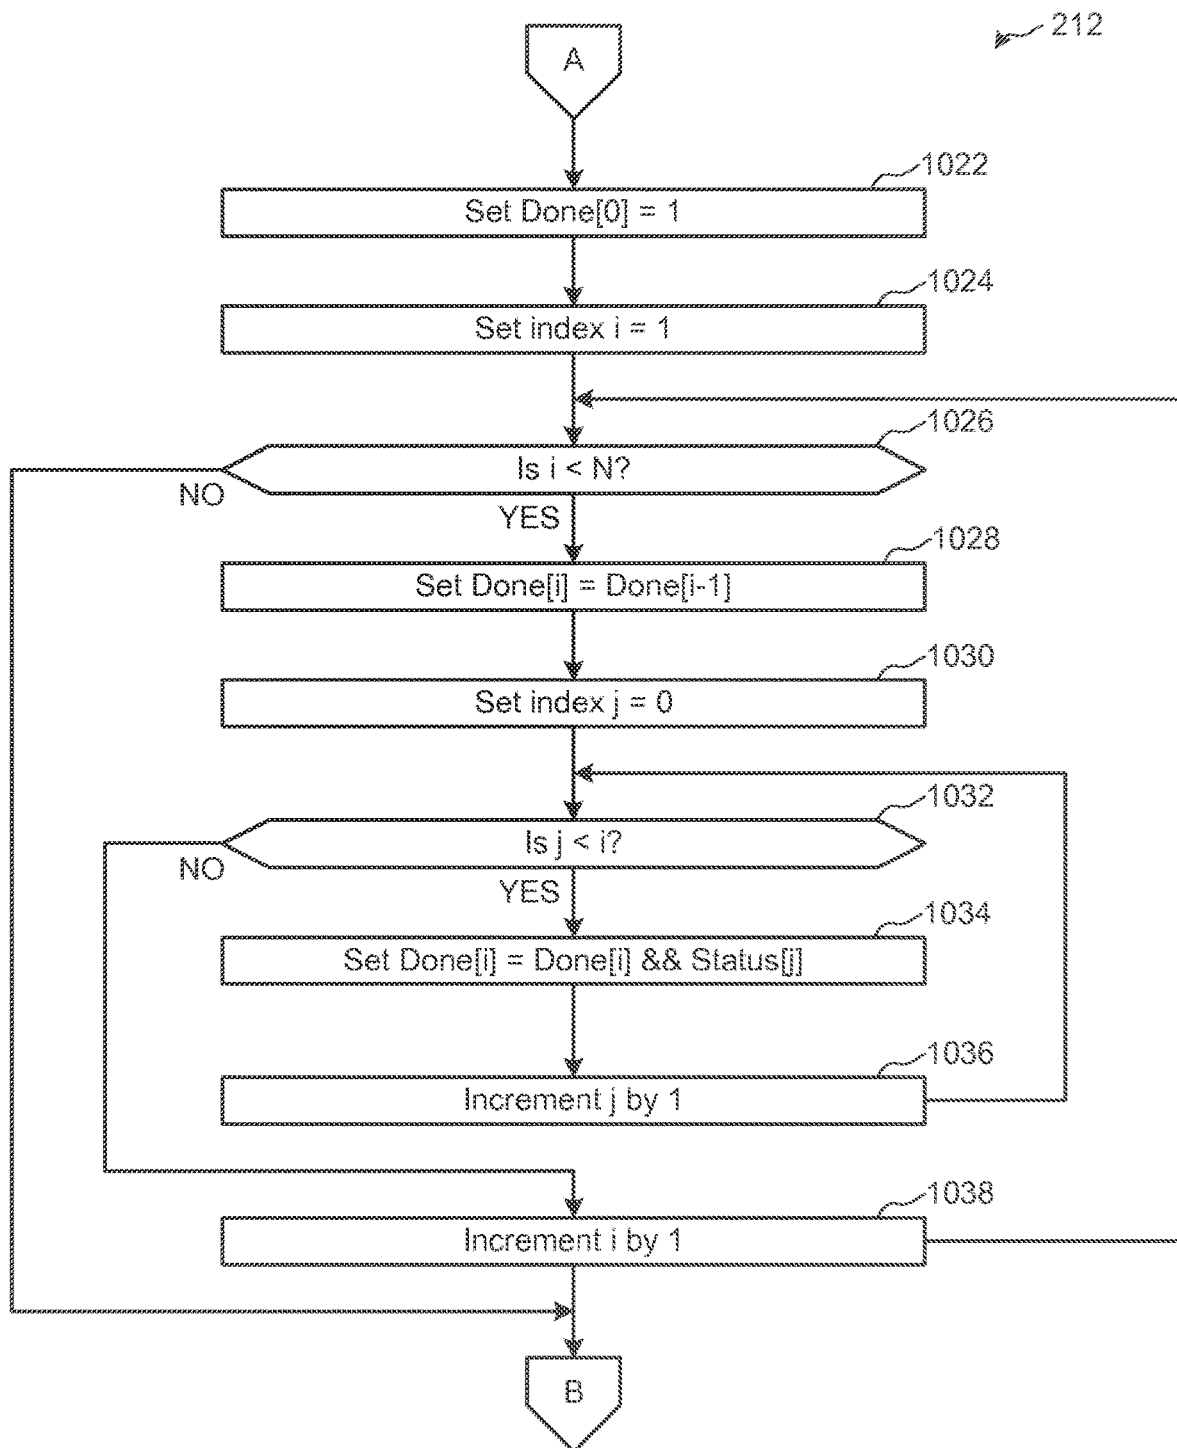 212
A
1022
Set Done[0] = 1
1024
Set index i = 1
1026
Is i < N?
NO
YES
1028
Set Done[i] = Done[i-1]
1030
Set index j = 0
1032
Is j < i?
NO
YES
1034
Set Done[i] = Done[i] && Status[j]
1036
Increment j by 1
1038
Increment i by 1
B